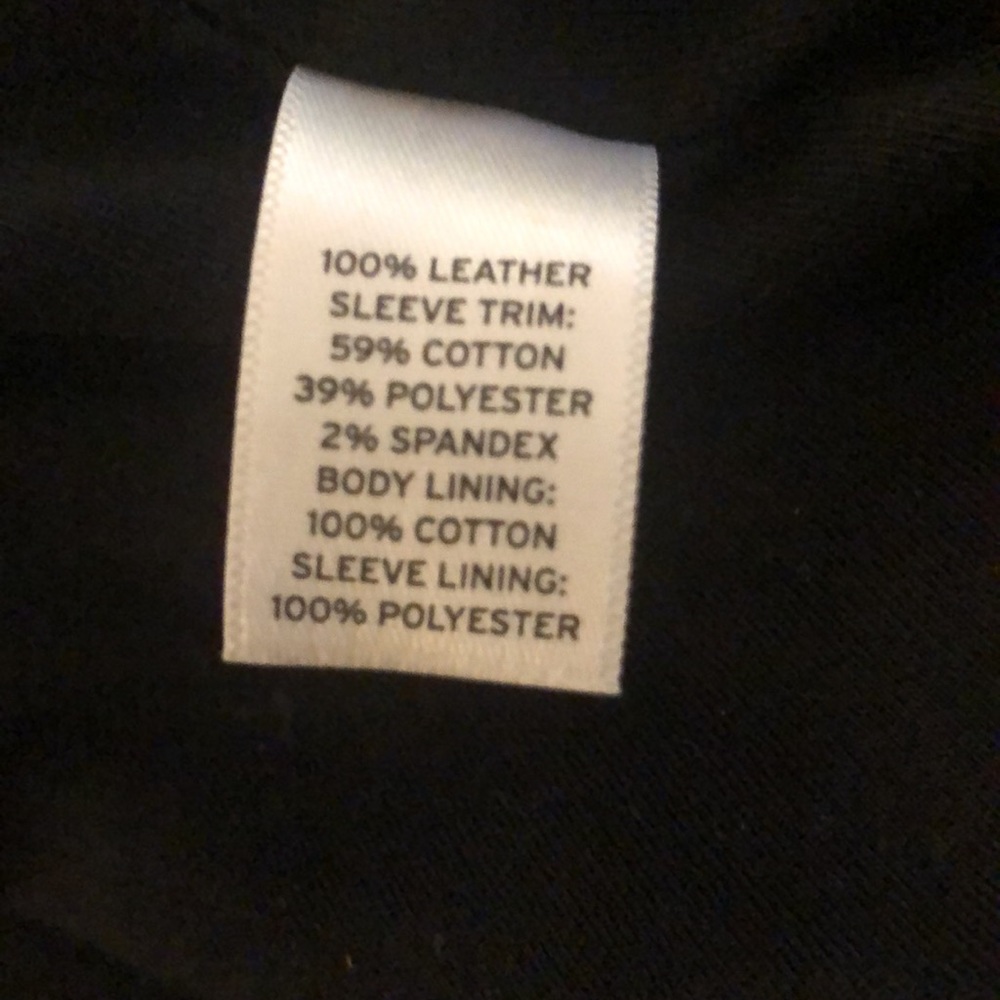 100% LEATHER
SLEEVE TRIM:
59% COTTON
39% POLYESTER
2% SPANDEX
BODY LINING:
100% COTTON
SLEEVE LINING:
100% POLYESTER